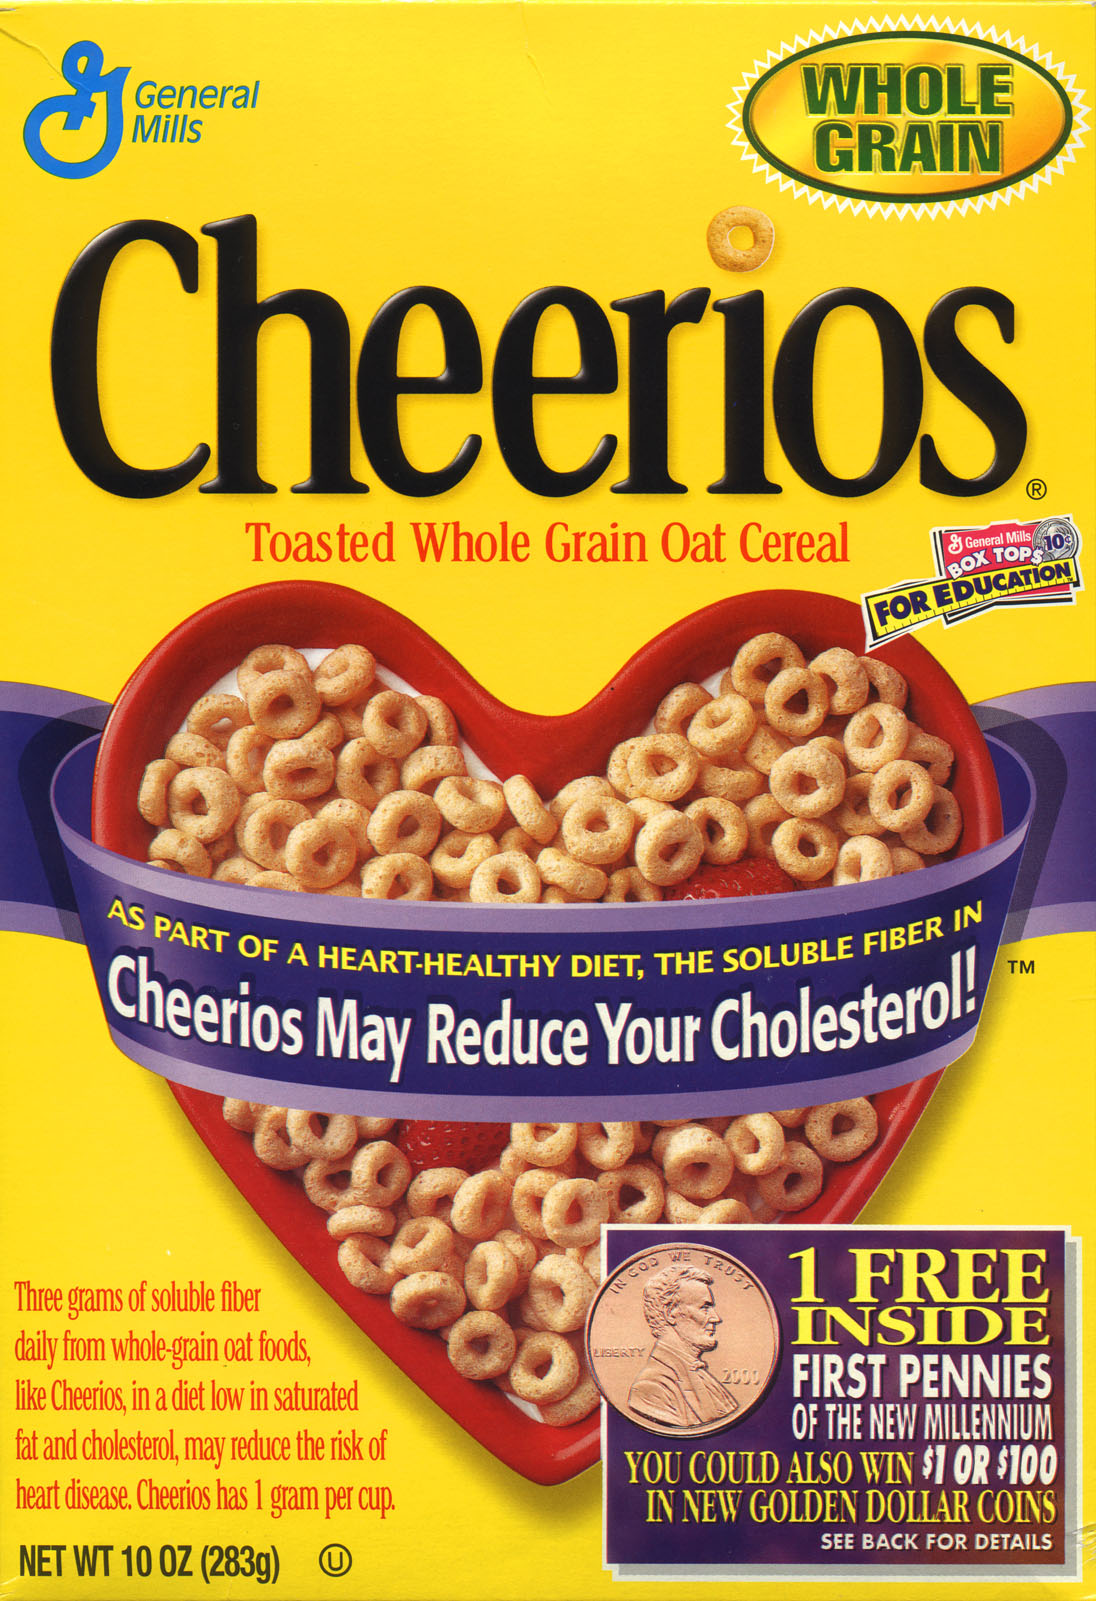 General
Mills
WHOLE
GRAIN
Cheerios®
Toasted Whole Grain Oat Cereal
General Mills
10¢
BOX TOPS
FOR EDUCATION™
AS PART OF A HEART-HEALTHY DIET, THE SOLUBLE FIBER IN
Cheerios May Reduce Your Cholesterol!
TM
Three grams of soluble fiber
daily from whole-grain oat foods,
like Cheerios, in a diet low in saturated
fat and cholesterol, may reduce the risk of
heart disease. Cheerios has 1 gram per cup.
NET WT 10 OZ (283g)
U
IN GOD WE TRUST
LIBERTY
2000
1 FREE
INSIDE
FIRST PENNIES
OF THE NEW MILLENNIUM
YOU COULD ALSO WIN $1 OR $100
IN NEW GOLDEN DOLLAR COINS
SEE BACK FOR DETAILS